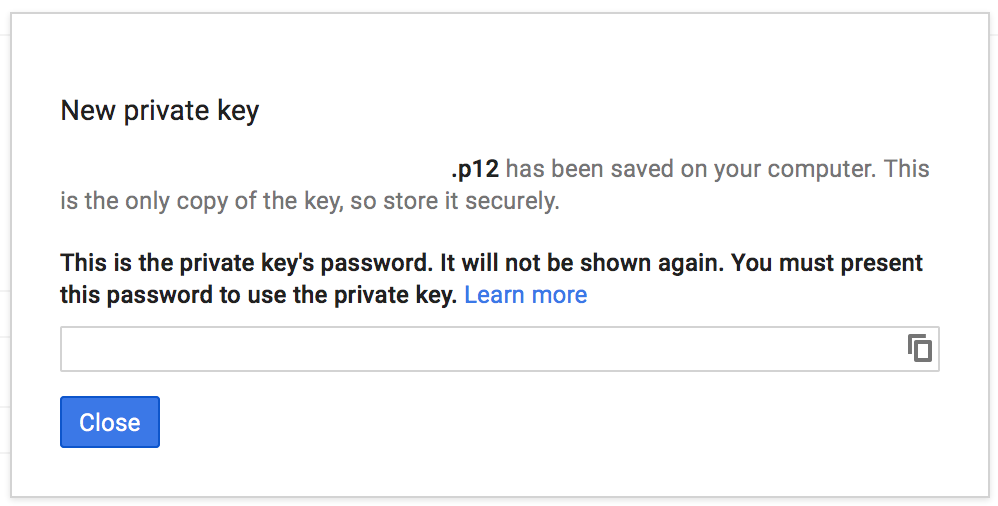 New private key
.p12 has been saved on your computer. This
is the only copy of the key, so store it securely.
This is the private key's password. It will not be shown again. You must present
this password to use the private key. Learn more
Close